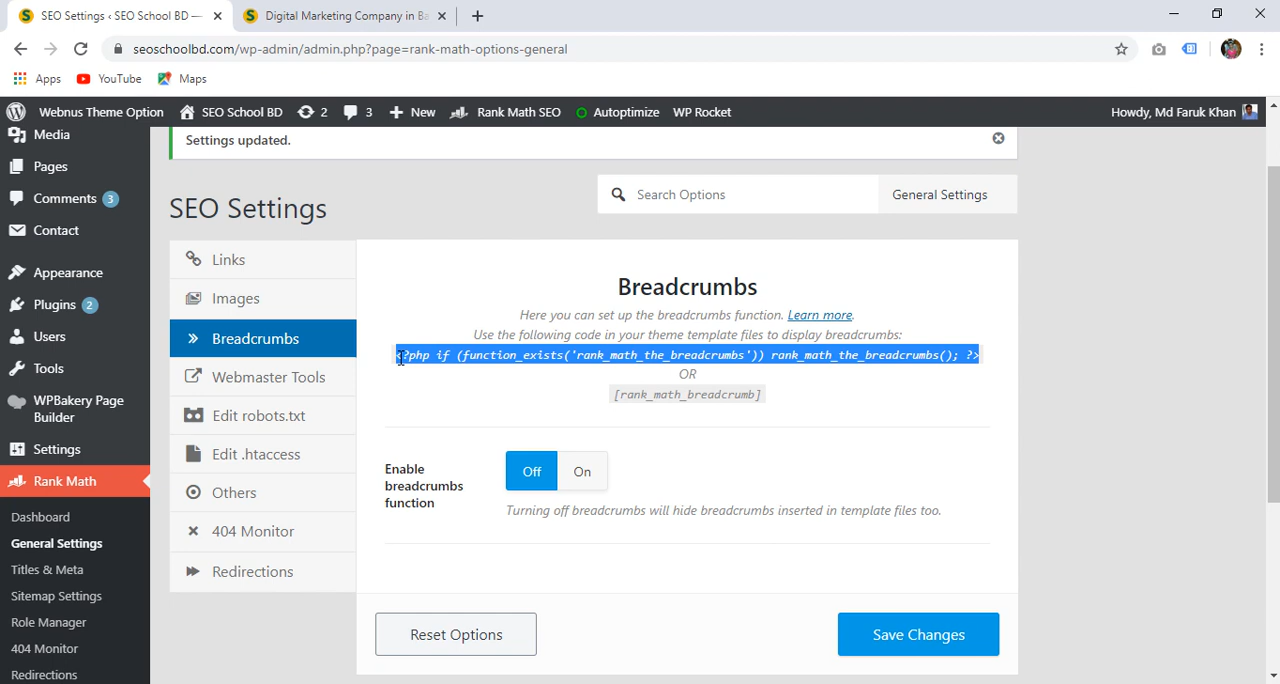 SEO Settings ‹ SEO School BD —
Digital Marketing Company in Ba
seoschoolbd.com/wp-admin/admin.php?page=rank-math-options-general
Apps YouTube Maps
Webnus Theme Option SEO School BD 2 3 New Rank Math SEO Autoptimize WP Rocket Howdy, Md Faruk Khan
Media
Pages
Comments 3
Contact
Appearance
Plugins 2
Users
Tools
WPBakery Page
Builder
Settings
Rank Math
Dashboard
General Settings
Titles & Meta
Sitemap Settings
Role Manager
404 Monitor
Redirections
Settings updated.
SEO Settings
Search Options
General Settings
Links
Images
Breadcrumbs
Webmaster Tools
Edit robots.txt
Edit .htaccess
Others
404 Monitor
Redirections
Breadcrumbs
Here you can set up the breadcrumbs function. Learn more.
Use the following code in your theme template files to display breadcrumbs:
<?php if (function_exists('rank_math_the_breadcrumbs')) rank_math_the_breadcrumbs(); ?>
OR
[rank_math_breadcrumb]
Enable
breadcrumbs
function
Off On
Turning off breadcrumbs will hide breadcrumbs inserted in template files too.
Reset Options
Save Changes